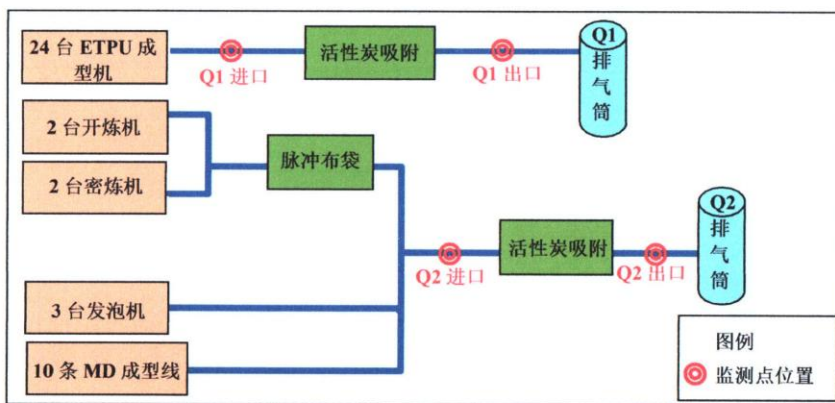 24 台 ETPU 成
型机
Q1 进口
活性炭吸附
Q1 出口
Q1
排
气
筒
2 台开炼机
2 台密炼机
脉冲布袋
3 台发泡机
10 条 MD 成型线
Q2 进口
活性炭吸附
Q2 出口
Q2
排
气
筒
图例
监测点位置